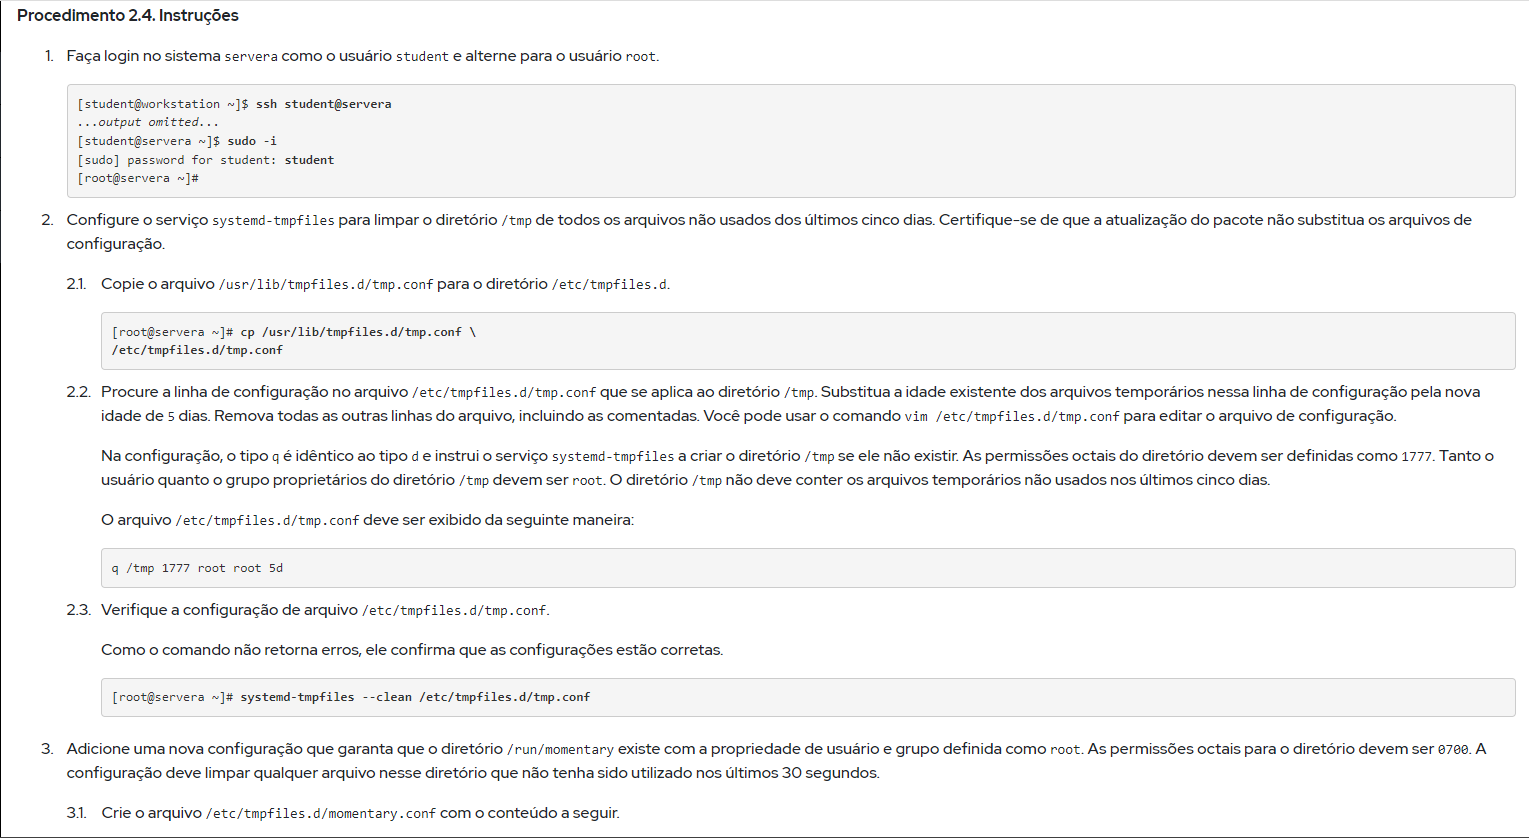 Procedimento 2.4. Instruções
1. Faça login no sistema servera como o usuário student e alterne para o usuário root.
[student@workstation ~]$ ssh student@servera
...output omitted...
[student@servera ~]$ sudo -i
[sudo] password for student: student
[root@servera ~]#
2. Configure o serviço systemd-tmpfiles para limpar o diretório /tmp de todos os arquivos não usados dos últimos cinco dias. Certifique-se de que a atualização do pacote não substitua os arquivos de
configuração.
2.1. Copie o arquivo /usr/lib/tmpfiles.d/tmp.conf para o diretório /etc/tmpfiles.d.
[root@servera ~]# cp /usr/lib/tmpfiles.d/tmp.conf \
/etc/tmpfiles.d/tmp.conf
2.2. Procure a linha de configuração no arquivo /etc/tmpfiles.d/tmp.conf que se aplica ao diretório /tmp. Substitua a idade existente dos arquivos temporários nessa linha de configuração pela nova
idade de 5 dias. Remova todas as outras linhas do arquivo, incluindo as comentadas. Você pode usar o comando vim /etc/tmpfiles.d/tmp.conf para editar o arquivo de configuração.
Na configuração, o tipo q é idêntico ao tipo d e instrui o serviço systemd-tmpfiles a criar o diretório /tmp se ele não existir. As permissões octais do diretório devem ser definidas como 1777. Tanto o
usuário quanto o grupo proprietários do diretório /tmp devem ser root. O diretório /tmp não deve conter os arquivos temporários não usados nos últimos cinco dias.
O arquivo /etc/tmpfiles.d/tmp.conf deve ser exibido da seguinte maneira:
q /tmp 1777 root root 5d
2.3. Verifique a configuração de arquivo /etc/tmpfiles.d/tmp.conf.
Como o comando não retorna erros, ele confirma que as configurações estão corretas.
[root@servera ~]# systemd-tmpfiles --clean /etc/tmpfiles.d/tmp.conf
3. Adicione uma nova configuração que garanta que o diretório /run/momentary existe com a propriedade de usuário e grupo definida como root. As permissões octais para o diretório devem ser 0700. A
configuração deve limpar qualquer arquivo nesse diretório que não tenha sido utilizado nos últimos 30 segundos.
3.1. Crie o arquivo /etc/tmpfiles.d/momentary.conf com o conteúdo a seguir.